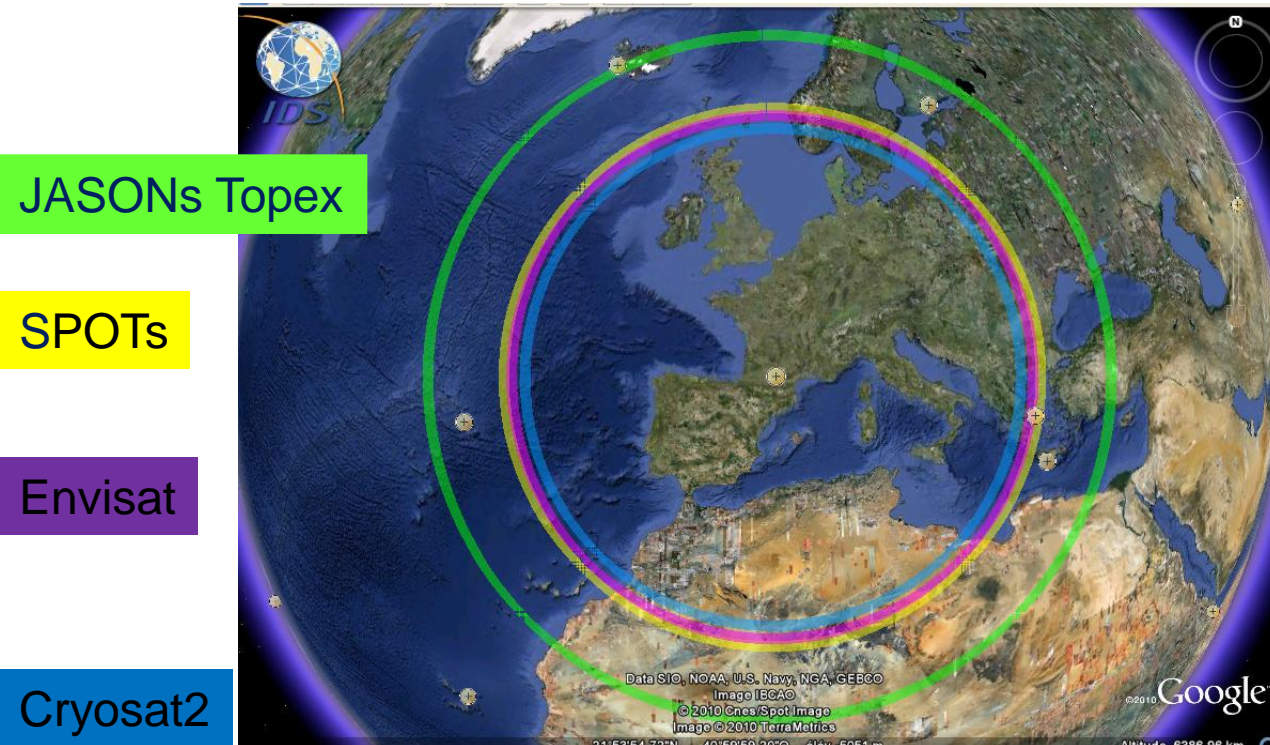 N
IDS
JASONs Topex
SPOTs
Envisat
Cryosat2
Data SIO, NOAA, U.S. Navy, NGA, GEBCO
Image IBCAO
© 2010 Cnes/Spot Image
Image © 2010 TerraMetrics
©2010 Google